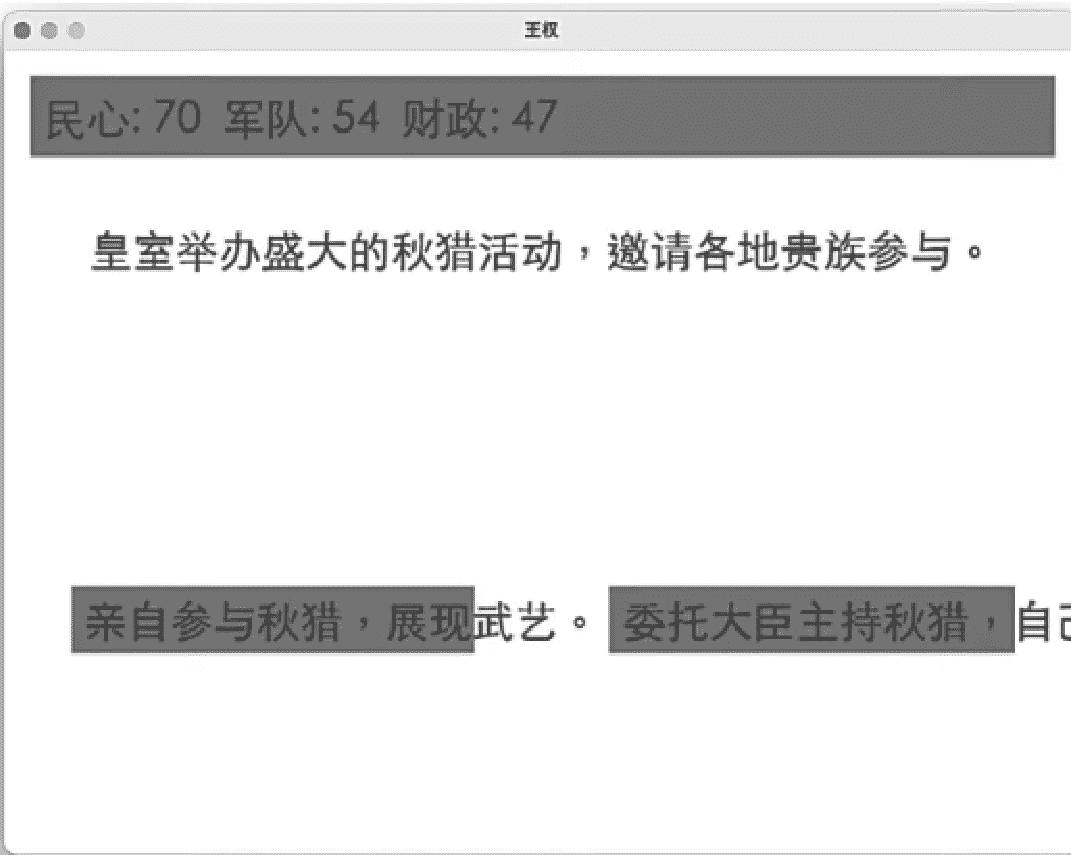 王权
民心: 70 军队: 54 财政: 47
皇室举办盛大的秋猎活动，邀请各地贵族参与。
亲自参与秋猎，展现武艺。 委托大臣主持秋猎，自己